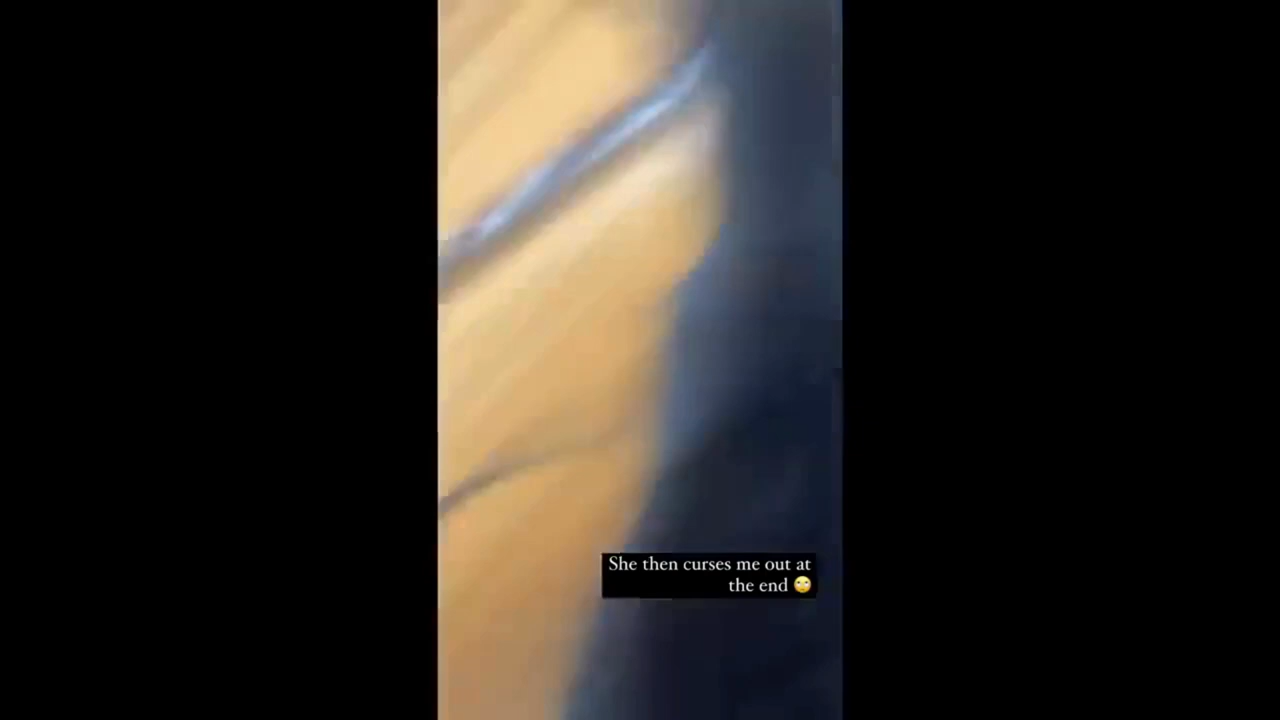 She then curses me out at
the end 🙄